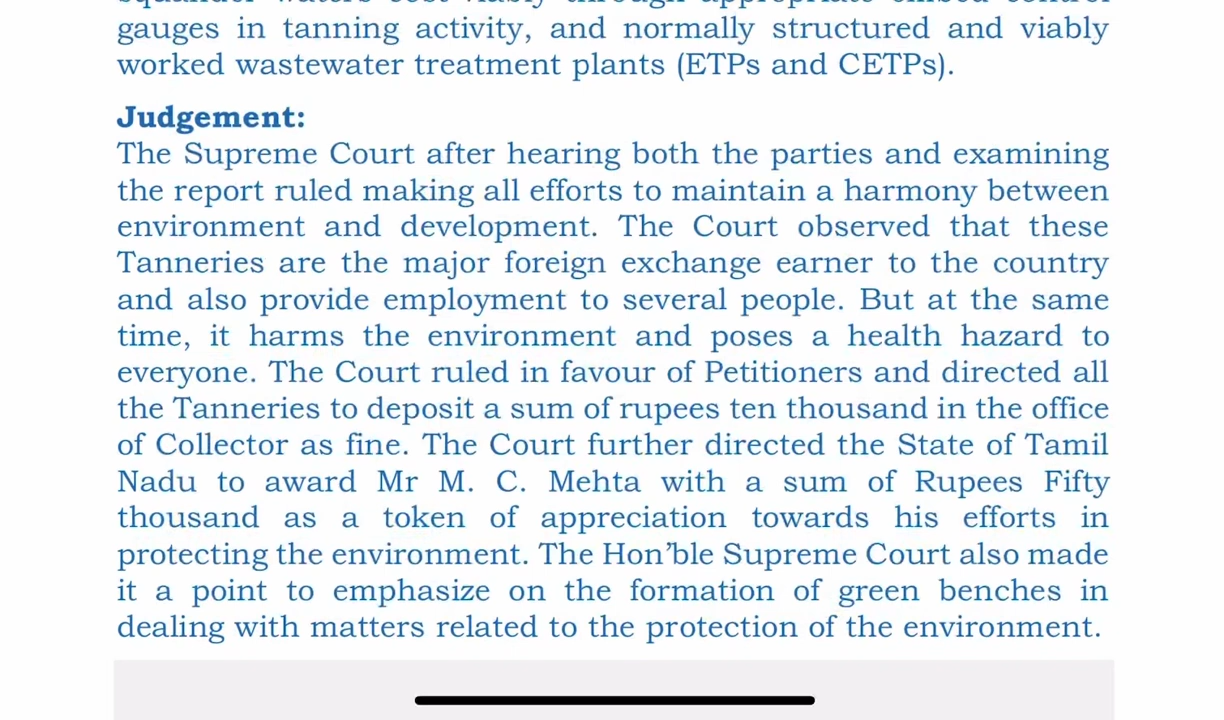 gauges in tanning activity, and normally structured and viably
worked wastewater treatment plants (ETPs and CETPs).
Judgement:
The Supreme Court after hearing both the parties and examining
the report ruled making all efforts to maintain a harmony between
environment and development. The Court observed that these
Tanneries are the major foreign exchange earner to the country
and also provide employment to several people. But at the same
time, it harms the environment and poses a health hazard to
everyone. The Court ruled in favour of Petitioners and directed all
the Tanneries to deposit a sum of rupees ten thousand in the office
of Collector as fine. The Court further directed the State of Tamil
Nadu to award Mr M. C. Mehta with a sum of Rupees Fifty
thousand as a token of appreciation towards his efforts in
protecting the environment. The Hon’ble Supreme Court also made
it a point to emphasize on the formation of green benches in
dealing with matters related to the protection of the environment.